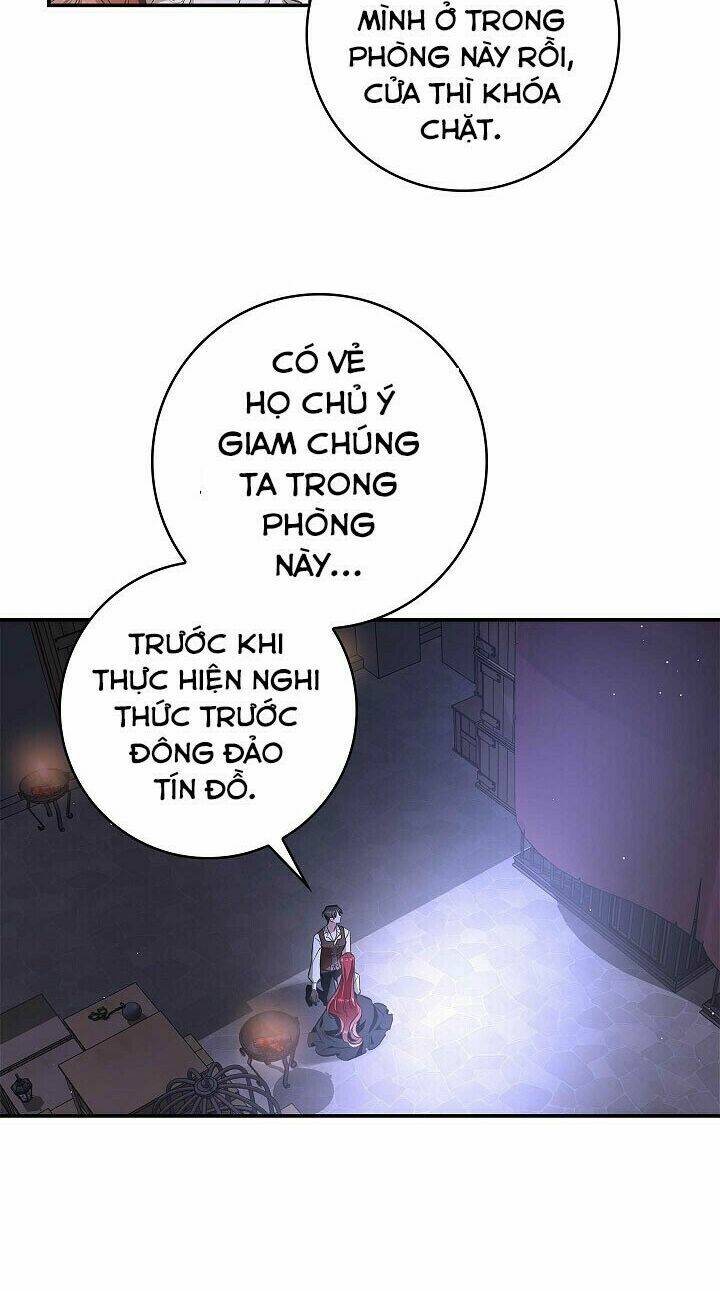 MÌNH Ở TRONG
PHÒNG NÀY RỒI,
CỬA THÌ KHÓA
CHẶT.
CÓ VẺ
HỌ CHỦ Ý
GIAM CHÚNG
TA TRONG
PHÒNG
NÀY...
TRƯỚC KHI
THỰC HIỆN NGHI
THỨC TRƯỚC
ĐÔNG ĐẢO
TÍN ĐỒ.